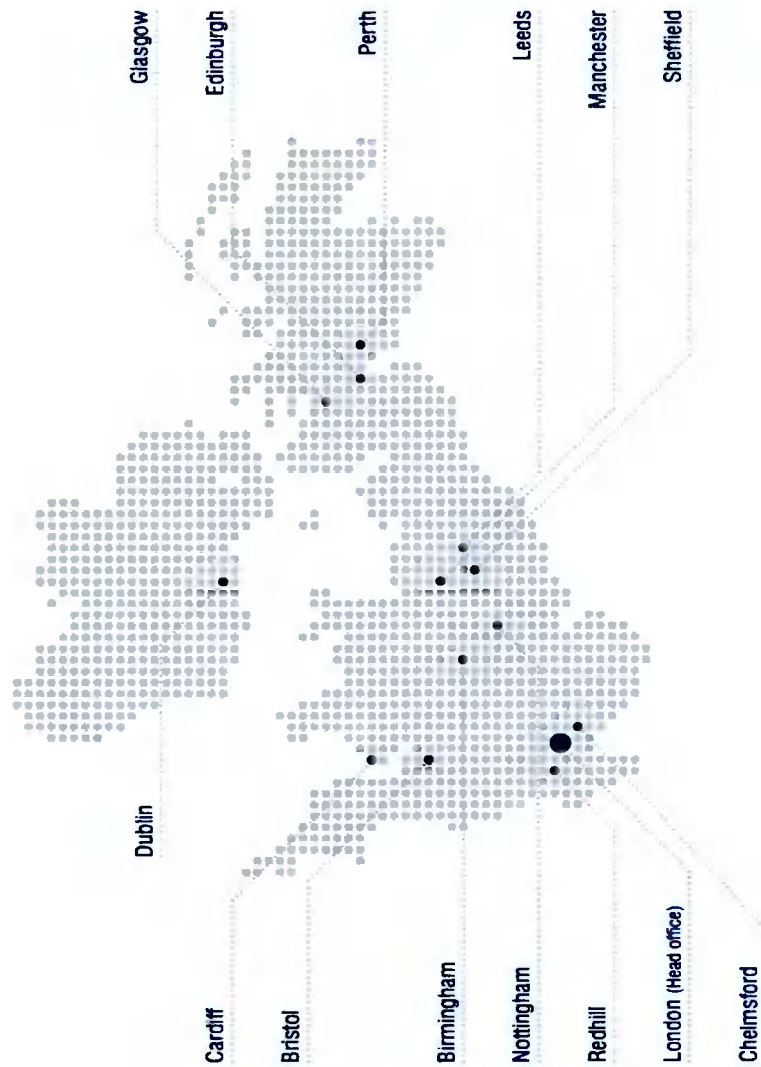 Glasgow
Edinburgh
Perth
Leeds
Manchester
Sheffield
Dublin
Cardiff
Bristol
Birmingham
Nottingham
Redhill
London (Head office)
Chelmsford